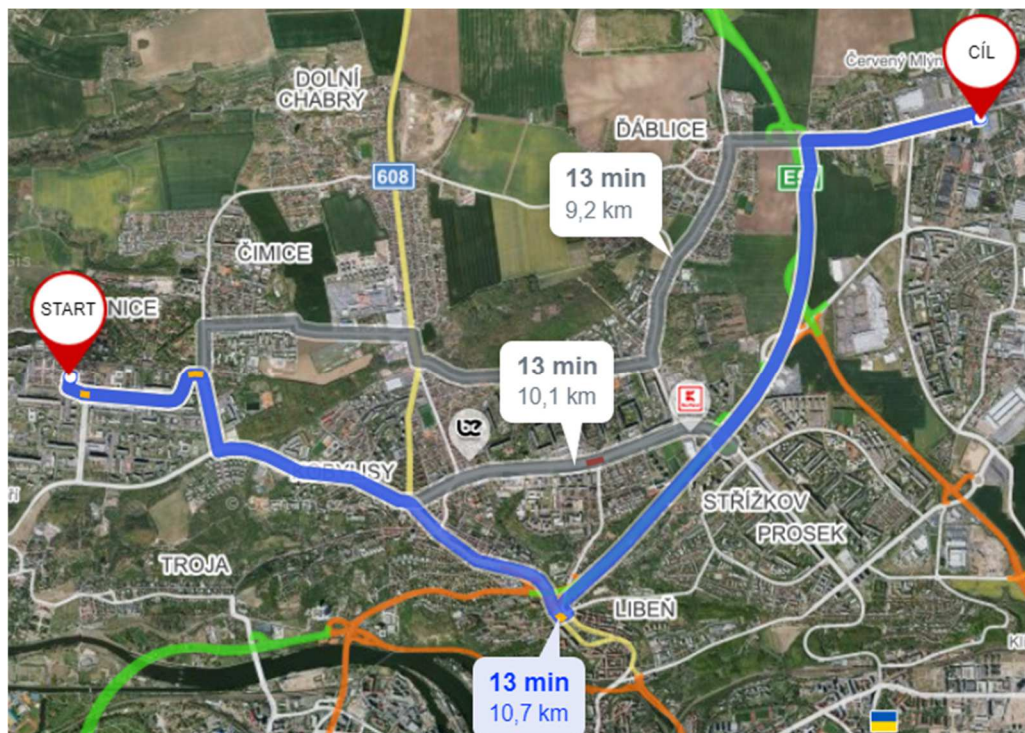 DOLNÍ
CHABRY
Červený Mlýn
CÍL
ĎÁBLICE
608
13 min
9,2 km
ČIMICE
START
NICE
13 min
10,1 km
STŘÍŽKOV
PROSEK
TROJA
LIBEŇ
13 min
10,7 km